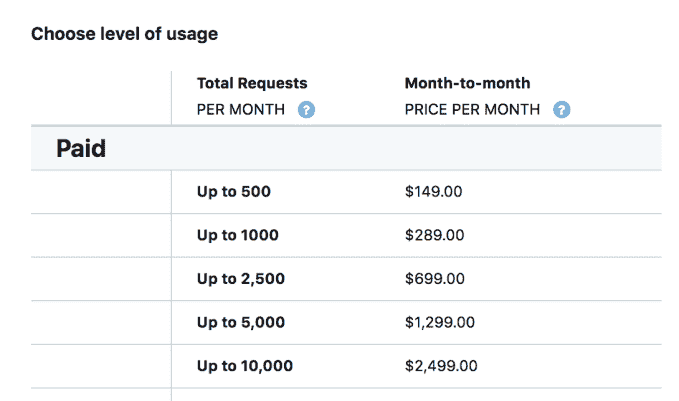 Choose level of usage
Total Requests Month-to-month
PER MONTH ? PRICE PER MONTH ?
Paid
Up to 500 $149.00
Up to 1000 $289.00
Up to 2,500 $699.00
Up to 5,000 $1,299.00
Up to 10,000 $2,499.00